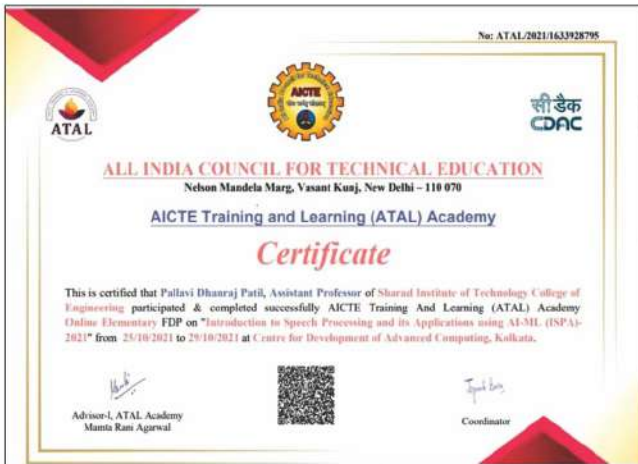 No: ATAL/2021/1633928795
ATAL
AICTE
सी डैक
CDAC
ALL INDIA COUNCIL FOR TECHNICAL EDUCATION
Nelson Mandela Marg, Vasant Kunj, New Delhi – 110 070
AICTE Training and Learning (ATAL) Academy
Certificate
This is certified that Pallavi Dhanraj Patil, Assistant Professor of Sharad Institute of Technology College of
Engineering participated & completed successfully AICTE Training And Learning (ATAL) Academy
Online Elementary FDP on "Introduction to Speech Processing and its Applications using AI-ML (ISPA)-
2021" from 25/10/2021 to 29/10/2021 at Centre for Development of Advanced Computing, Kolkata.
Advisor-I, ATAL Academy
Mamta Rani Agarwal
Coordinator